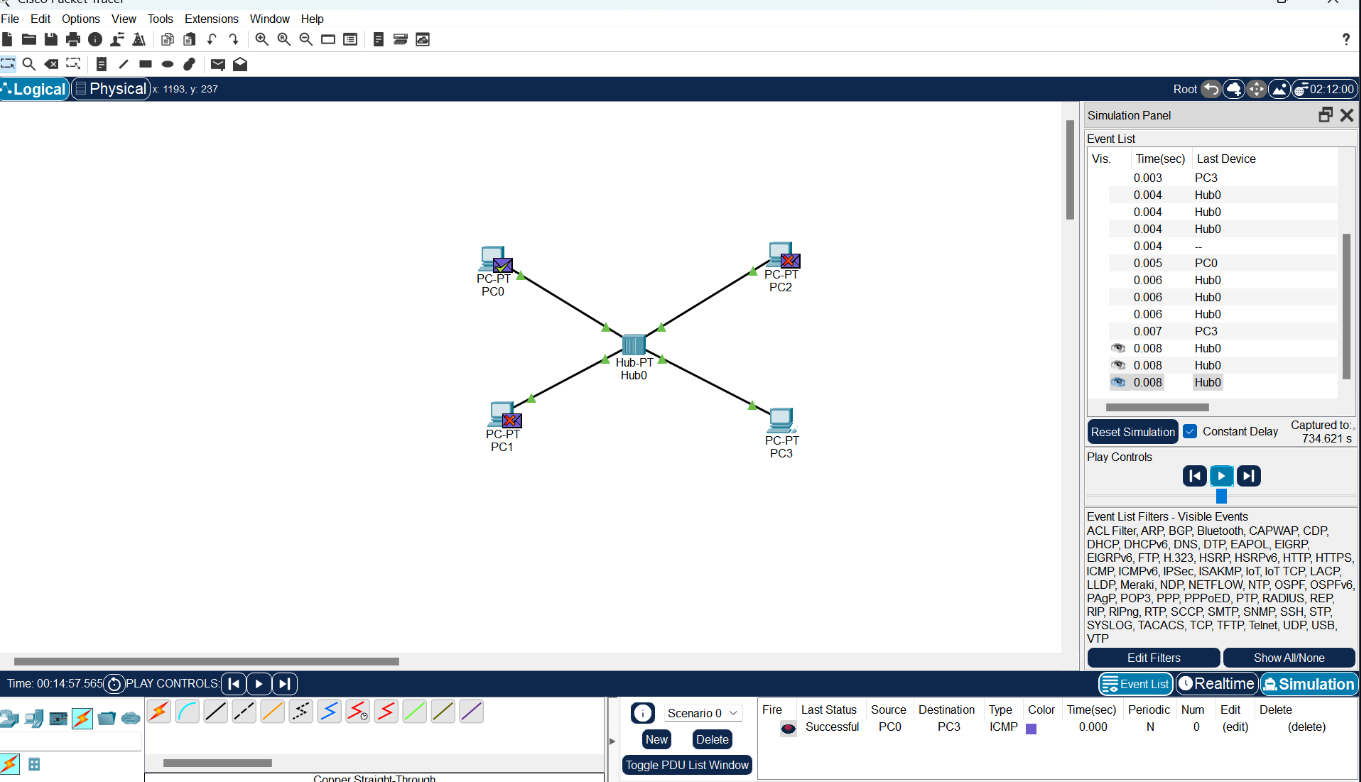 Cisco Packet Tracer
File Edit Options View Tools Extensions Window Help
?
Logical Physical x: 1193, y: 237
Root 02:12:00
Simulation Panel
Event List
Vis. Time(sec) Last Device
0.003 PC3
0.004 Hub0
0.004 Hub0
0.004 Hub0
0.004 --
0.005 PC0
0.006 Hub0
0.006 Hub0
0.006 Hub0
0.007 PC3
0.008 Hub0
0.008 Hub0
0.008 Hub0
PC-PT
PC0
PC-PT
PC2
Hub-PT
Hub0
PC-PT
PC1
PC-PT
PC3
Reset Simulation Constant Delay Captured to:
734.621 s
Play Controls
Event List Filters - Visible Events
ACL Filter, ARP, BGP, Bluetooth, CAPWAP, CDP,
DHCP, DHCPv6, DNS, DTP, EAPOL, EIGRP,
EIGRPv6, FTP, H.323, HSRP, HSRPv6, HTTP, HTTPS,
ICMP, ICMPv6, IPSec, ISAKMP, IoT, IoT TCP, LACP,
LLDP, Meraki, NDP, NETFLOW, NTP, OSPF, OSPFv6,
PAgP, POP3, PPP, PPPoED, PTP, RADIUS, REP,
RIP, RIPng, RTP, SCCP, SMTP, SNMP, SSH, STP,
SYSLOG, TACACS, TCP, TFTP, Telnet, UDP, USB,
VTP
Edit Filters Show All/None
Time: 00:14:57.565 PLAY CONTROLS:
Event List Realtime Simulation
Scenario 0
New Delete
Toggle PDU List Window
Fire Last Status Source Destination Type Color Time(sec) Periodic Num Edit Delete
Successful PC0 PC3 ICMP 0.000 N 0 (edit) (delete)
Copper Straight-Through